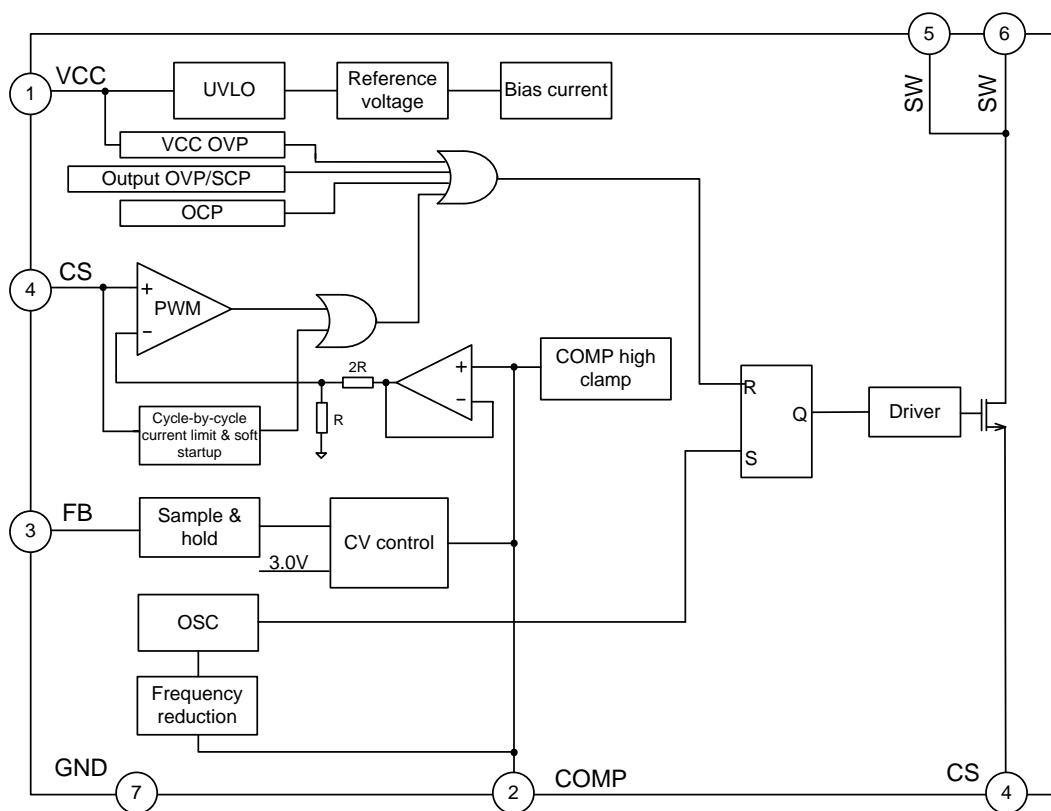 5
6
1
VCC
UVLO
Reference
voltage
Bias current
SW
SW
VCC OVP
Output OVP/SCP
OCP
4
CS
+
PWM
−
2R
R
+
−
COMP high
clamp
Cycle-by-cycle
current limit & soft
startup
R
Q
S
Driver
3
FB
Sample &
hold
CV control
3.0V
OSC
Frequency
reduction
GND
7
2
COMP
CS
4